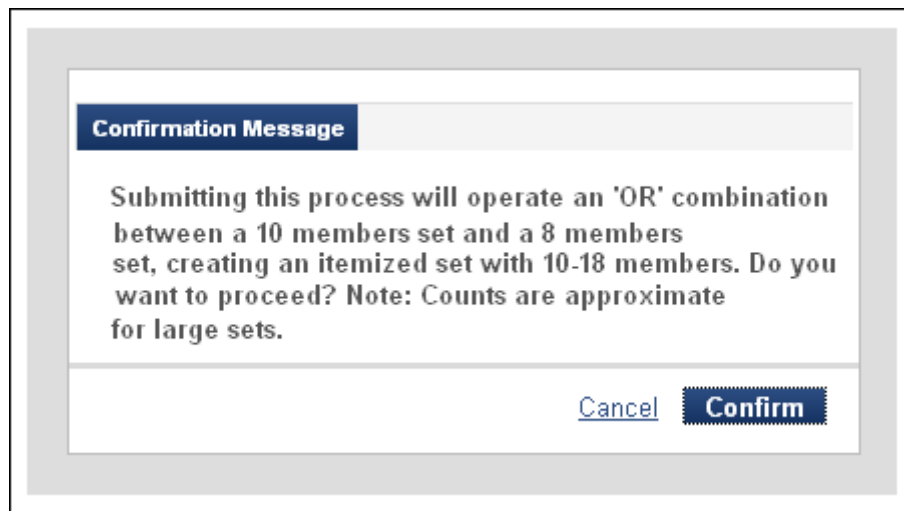 Confirmation Message
Submitting this process will operate an 'OR' combination
between a 10 members set and a 8 members
set, creating an itemized set with 10-18 members. Do you
want to proceed? Note: Counts are approximate
for large sets.
Cancel Confirm